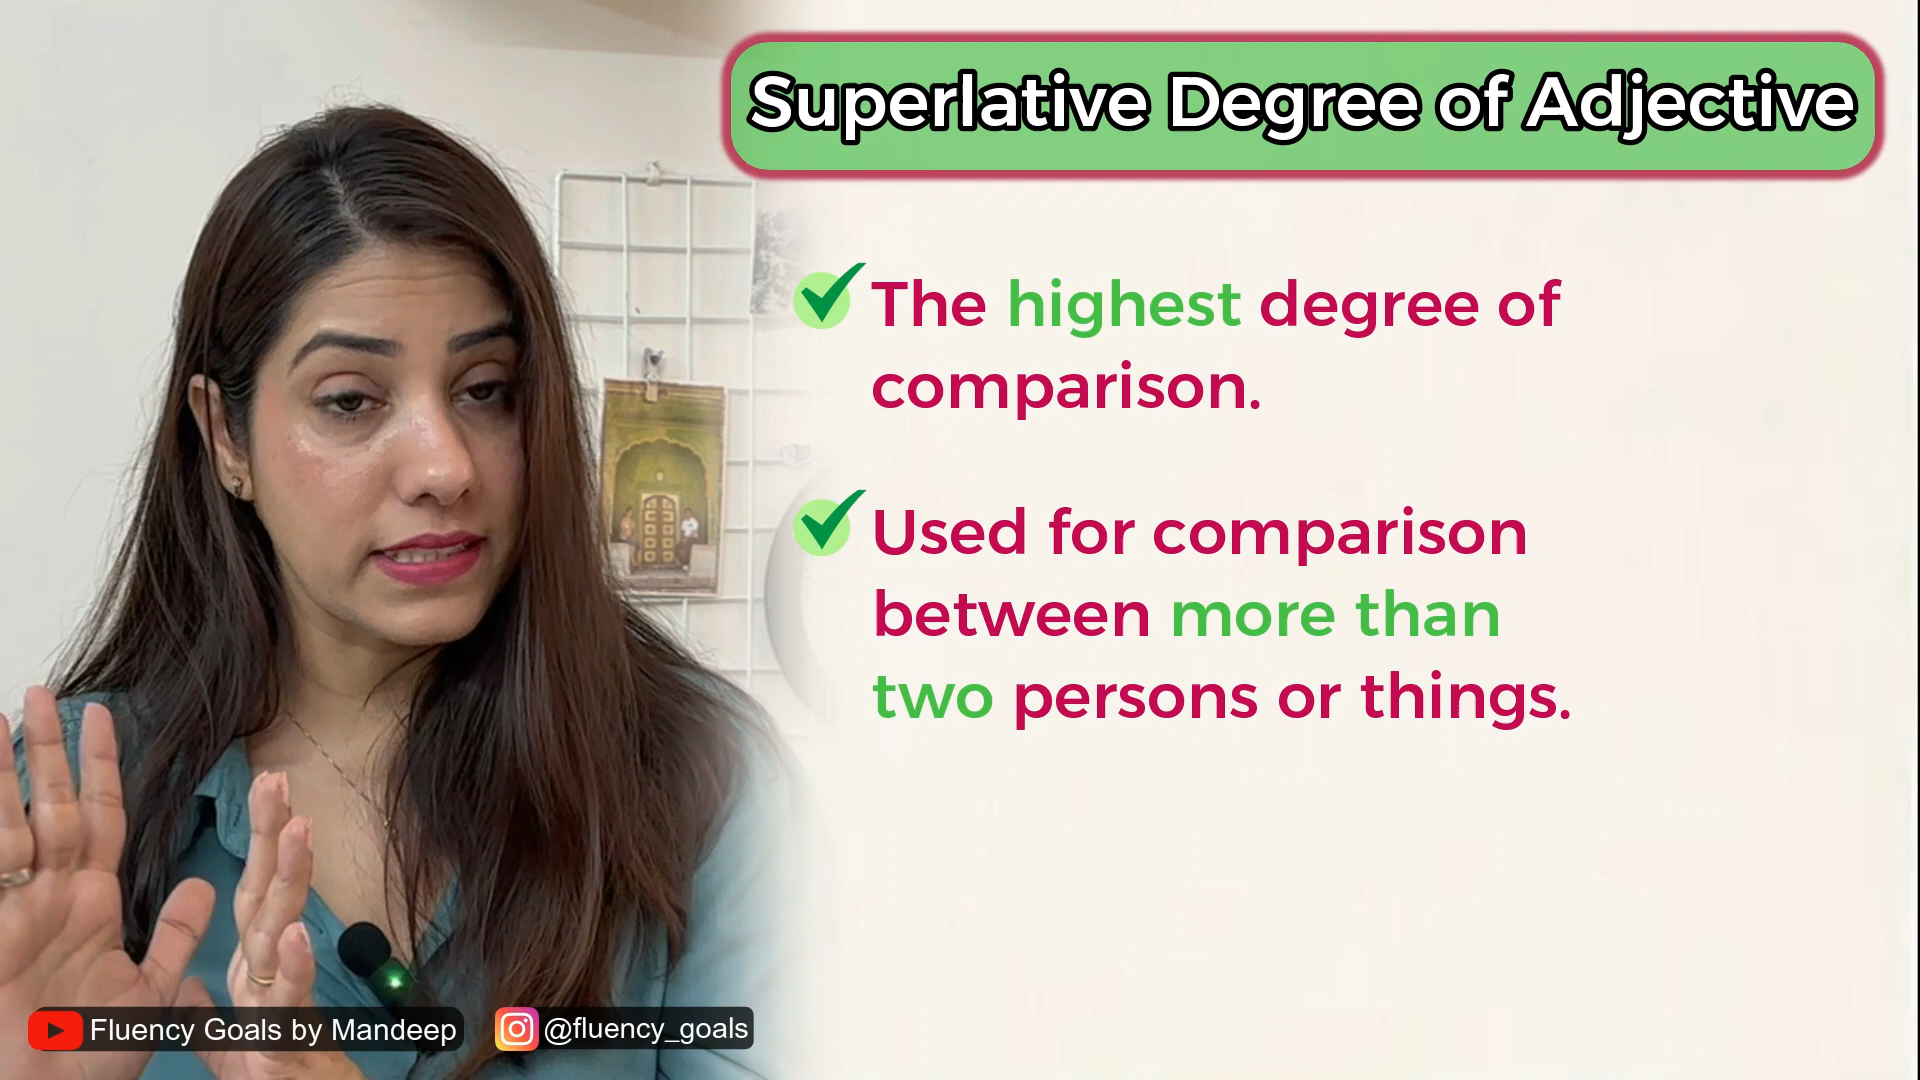 Superlative Degree of Adjective
The highest degree of
comparison.
Used for comparison
between more than
two persons or things.
Fluency Goals by Mandeep
@fluency_goals